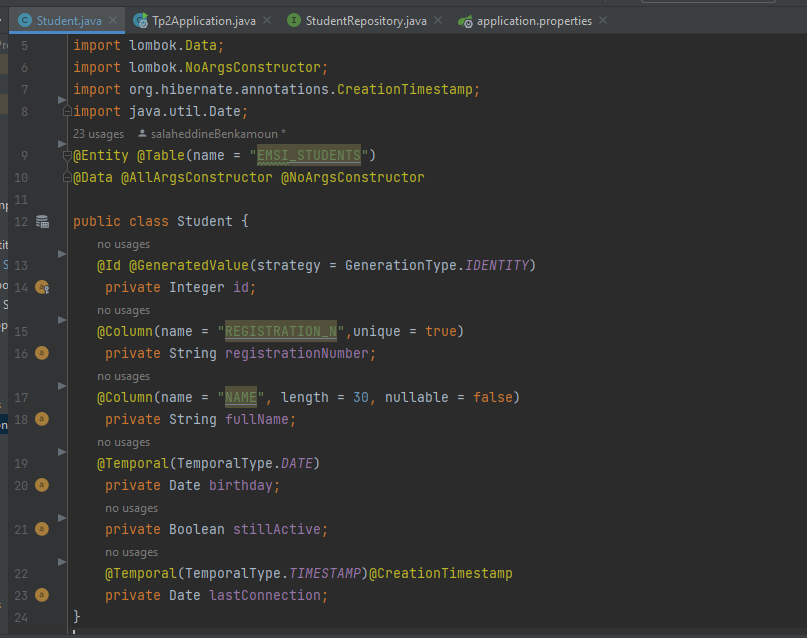 Student.java Tp2Application.java StudentRepository.java application.properties
5 import lombok.Data;
6 import lombok.NoArgsConstructor;
7 import org.hibernate.annotations.CreationTimestamp;
8 import java.util.Date;
23 usages salaheddineBenkamoun *
9 @Entity @Table(name = "EMSI_STUDENTS")
10 @Data @AllArgsConstructor @NoArgsConstructor
11
12 public class Student {
no usages
13 @Id @GeneratedValue(strategy = GenerationType.IDENTITY)
14 private Integer id;
no usages
15 @Column(name = "REGISTRATION_N",unique = true)
16 private String registrationNumber;
no usages
17 @Column(name = "NAME", length = 30, nullable = false)
18 private String fullName;
no usages
19 @Temporal(TemporalType.DATE)
20 private Date birthday;
no usages
21 private Boolean stillActive;
no usages
22 @Temporal(TemporalType.TIMESTAMP)@CreationTimestamp
23 private Date lastConnection;
24 }